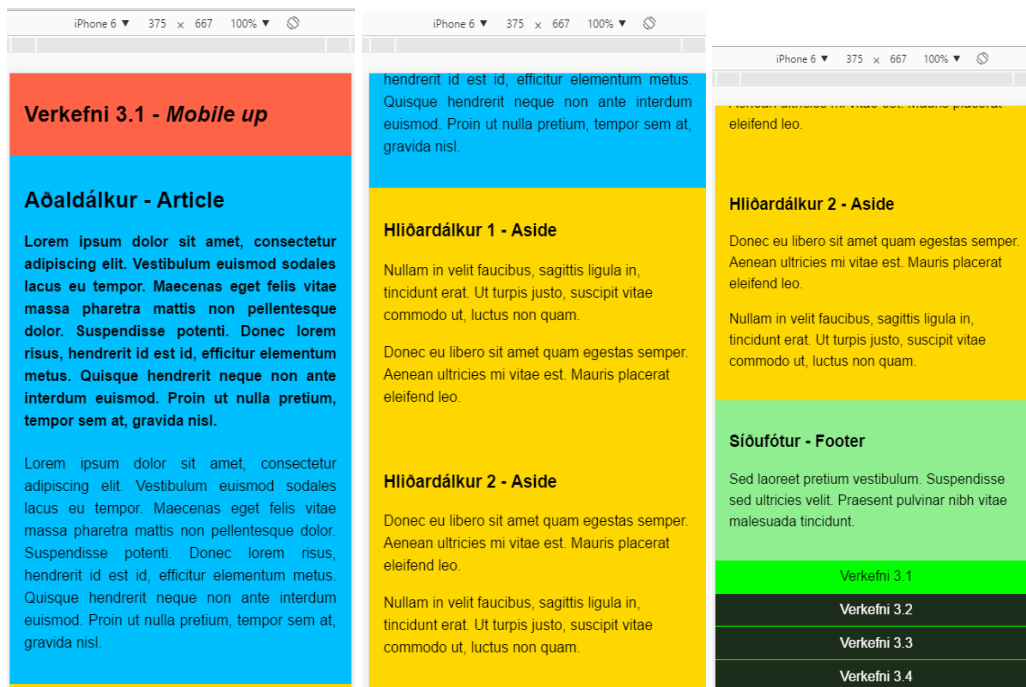 iPhone 6 ▼ 375 × 667 100% ▼
Verkefni 3.1 - Mobile up
Aðaldálkur - Article
Lorem ipsum dolor sit amet, consectetur
adipiscing elit. Vestibulum euismod sodales
lacus eu tempor. Maecenas eget felis vitae
massa pharetra mattis non pellentesque
dolor. Suspendisse potenti. Donec lorem
risus, hendrerit id est id, efficitur elementum
metus. Quisque hendrerit neque non ante
interdum euismod. Proin ut nulla pretium,
tempor sem at, gravida nisl.
Lorem ipsum dolor sit amet, consectetur
adipiscing elit. Vestibulum euismod sodales
lacus eu tempor. Maecenas eget felis vitae
massa pharetra mattis non pellentesque dolor.
Suspendisse potenti. Donec lorem risus,
hendrerit id est id, efficitur elementum metus.
Quisque hendrerit neque non ante interdum
euismod. Proin ut nulla pretium, tempor sem at,
gravida nisl.
iPhone 6 ▼ 375 × 667 100% ▼
hendrerit id est id, efficitur elementum metus.
Quisque hendrerit neque non ante interdum
euismod. Proin ut nulla pretium, tempor sem at,
gravida nisl.
Hliðardálkur 1 - Aside
Nullam in velit faucibus, sagittis ligula in,
tincidunt erat. Ut turpis justo, suscipit vitae
commodo ut, luctus non quam.
Donec eu libero sit amet quam egestas semper.
Aenean ultricies mi vitae est. Mauris placerat
eleifend leo.
Hliðardálkur 2 - Aside
Donec eu libero sit amet quam egestas semper.
Aenean ultricies mi vitae est. Mauris placerat
eleifend leo.
Nullam in velit faucibus, sagittis ligula in,
tincidunt erat. Ut turpis justo, suscipit vitae
commodo ut, luctus non quam.
iPhone 6 ▼ 375 × 667 100% ▼
Aenean ultricies mi vitae est. Mauris placerat
eleifend leo.
Hliðardálkur 2 - Aside
Donec eu libero sit amet quam egestas semper.
Aenean ultricies mi vitae est. Mauris placerat
eleifend leo.
Nullam in velit faucibus, sagittis ligula in,
tincidunt erat. Ut turpis justo, suscipit vitae
commodo ut, luctus non quam.
Síðufótur - Footer
Sed laoreet pretium vestibulum. Suspendisse
sed ultricies velit. Praesent pulvinar nibh vitae
malesuada tincidunt.
Verkefni 3.1
Verkefni 3.2
Verkefni 3.3
Verkefni 3.4